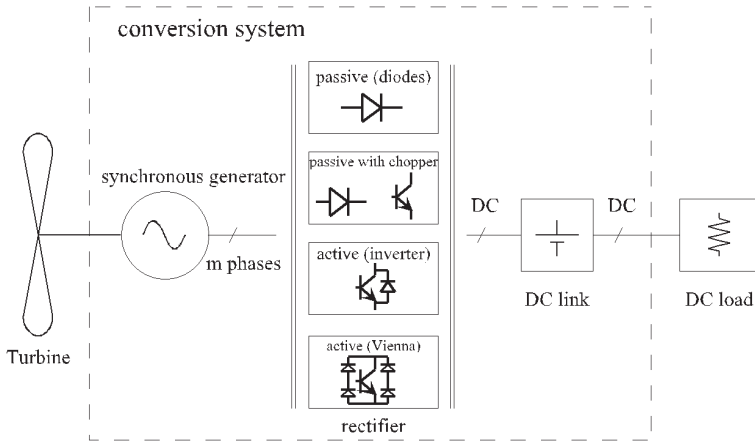 conversion system
passive (diodes)
passive with chopper
synchronous generator
m phases
active (inverter)
active (Vienna)
rectifier
DC
DC
DC link
DC load
Turbine